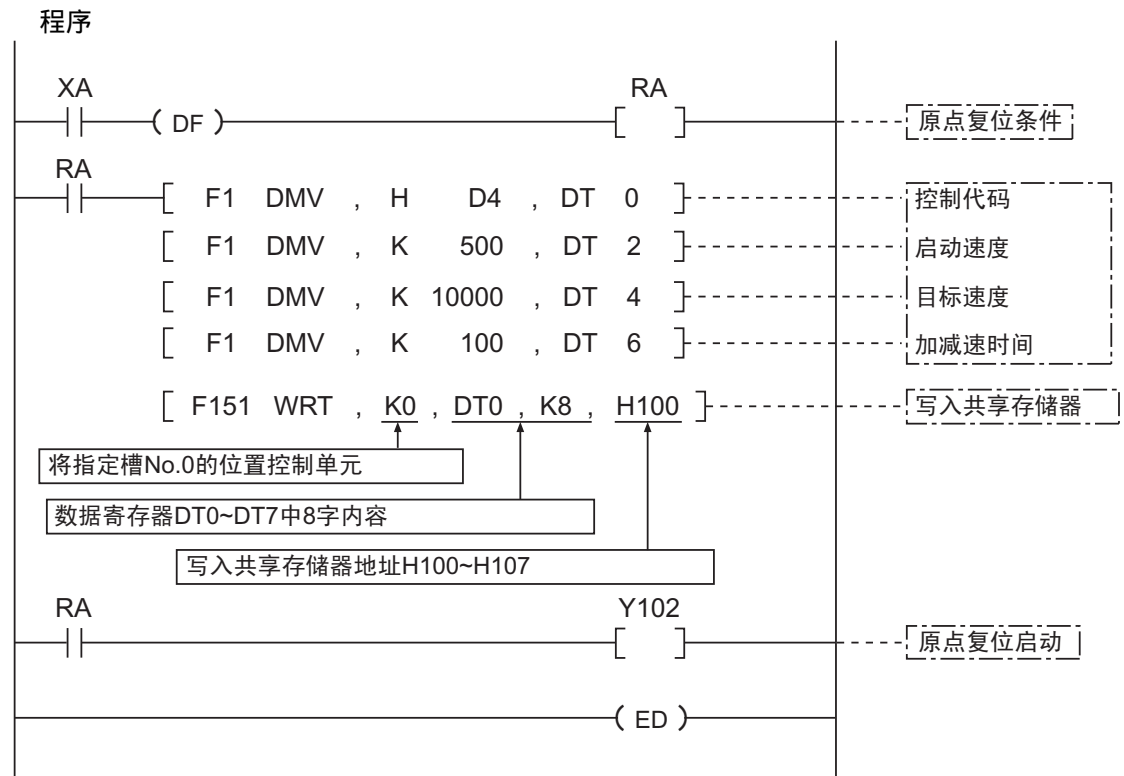 程序
XA RA
( DF ) [ ] 原点复位条件
RA
[ F1 DMV , H D4 , DT 0 ] 控制代码
[ F1 DMV , K 500 , DT 2 ] 启动速度
[ F1 DMV , K 10000 , DT 4 ] 目标速度
[ F1 DMV , K 100 , DT 6 ] 加减速时间
[ F151 WRT , K0 , DT0 , K8 , H100 ] 写入共享存储器
将指定槽No.0的位置控制单元
数据寄存器DT0~DT7中8字内容
写入共享存储器地址H100~H107
RA Y102
[ ] 原点复位启动
( ED )